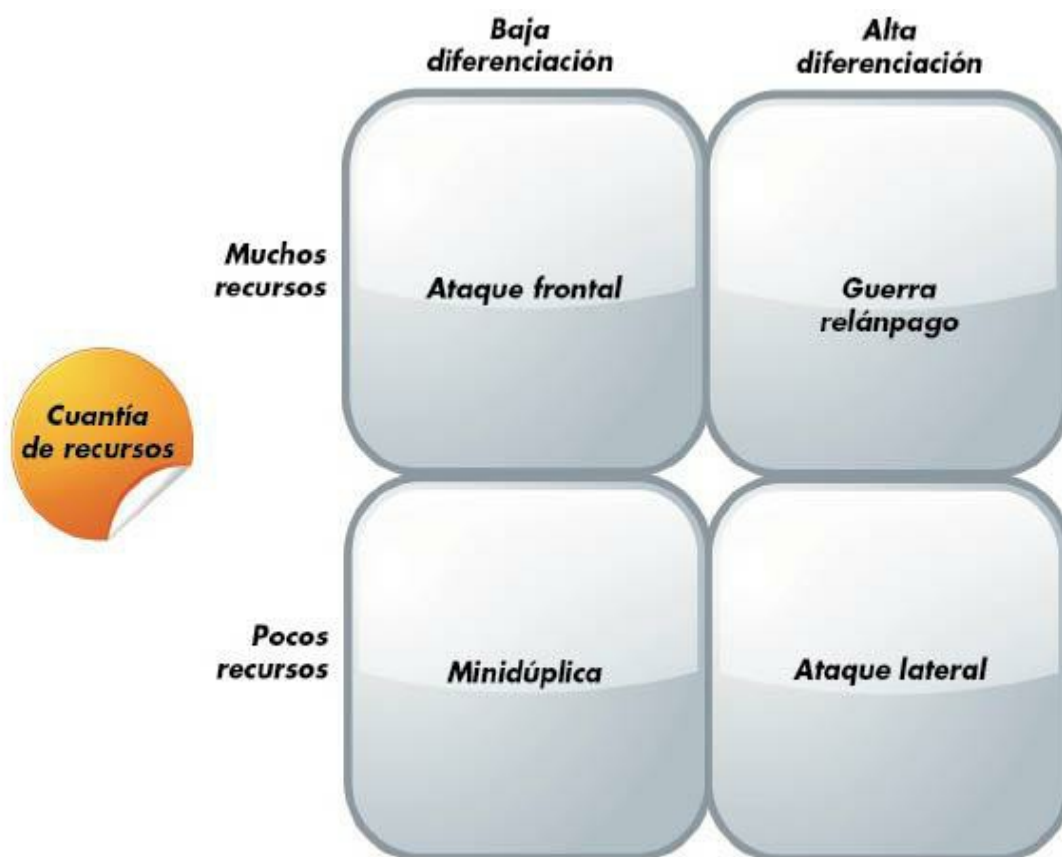 Baja
diferenciación
Alta
diferenciación
Muchos
recursos
Ataque frontal
Guerra
relánpago
Cuantía
de recursos
Pocos
recursos
Minidúplica
Ataque lateral